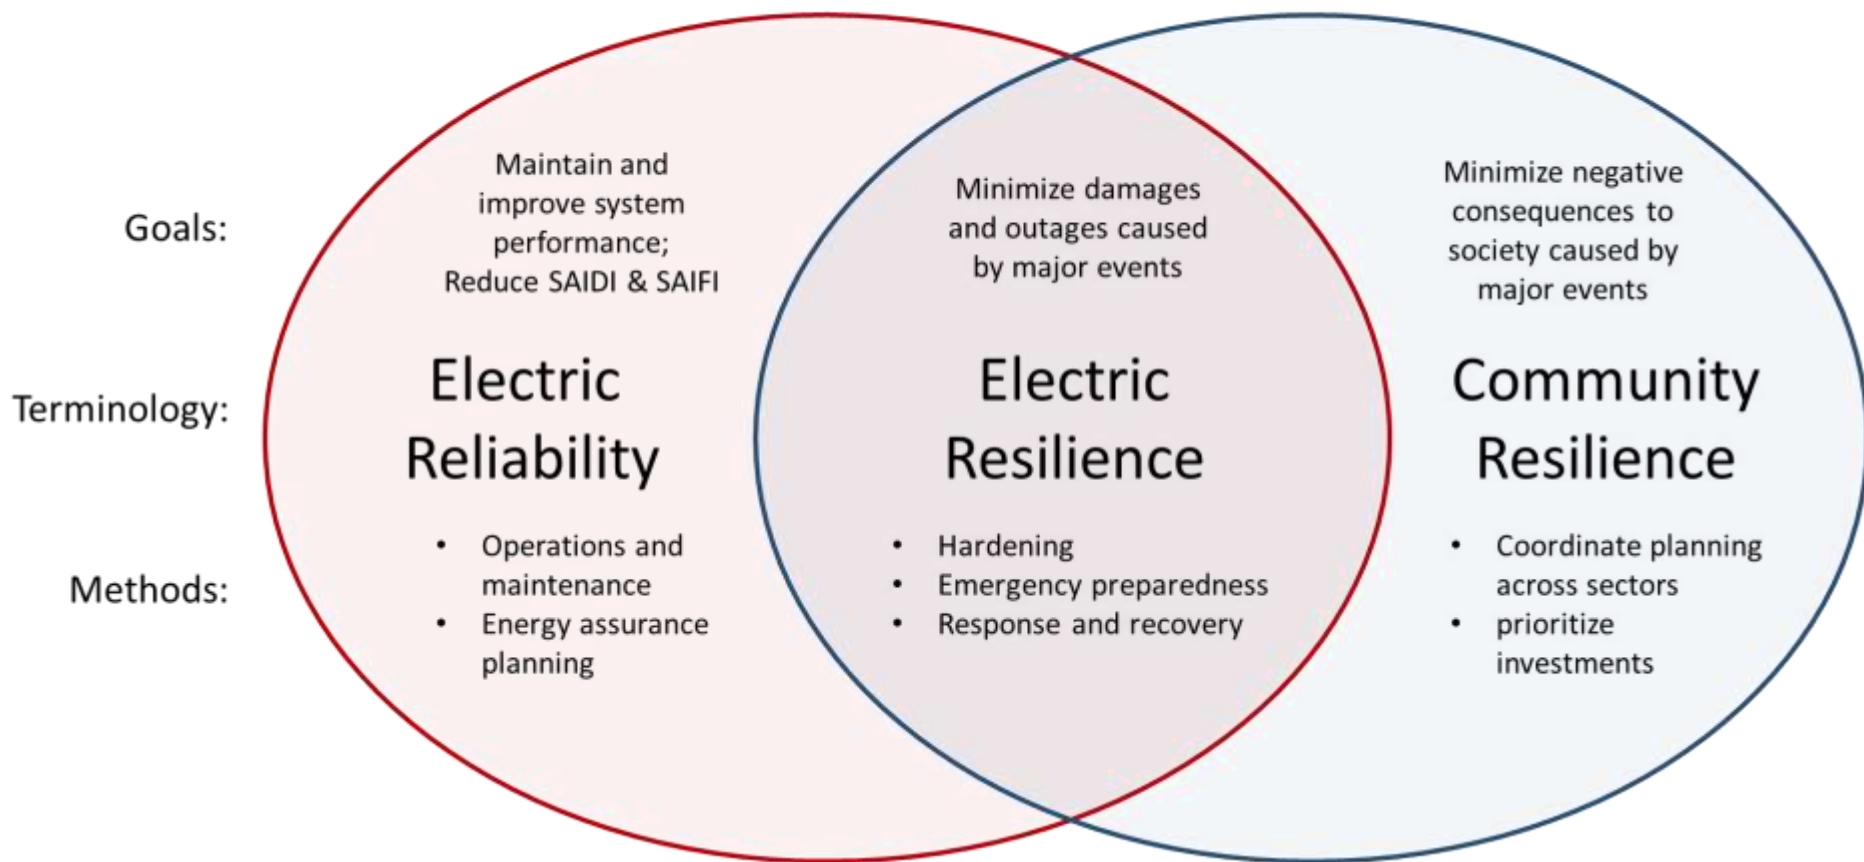 Goals:
Maintain and
improve system
performance;
Reduce SAIDI & SAIFI
Minimize damages
and outages caused
by major events
Minimize negative
consequences to
society caused by
major events
Terminology:
Electric
Reliability
Electric
Resilience
Community
Resilience
Methods:
• Operations and
maintenance
• Energy assurance
planning
• Hardening
• Emergency preparedness
• Response and recovery
• Coordinate planning
across sectors
• prioritize
investments